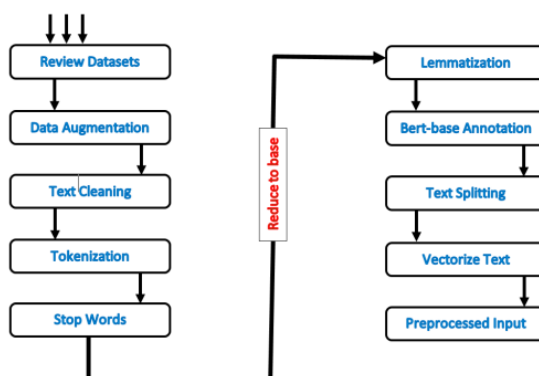 Review Datasets
Data Augmentation
Text Cleaning
Tokenization
Stop Words
Reduce to base
Lemmatization
Bert-base Annotation
Text Splitting
Vectorize Text
Preprocessed Input